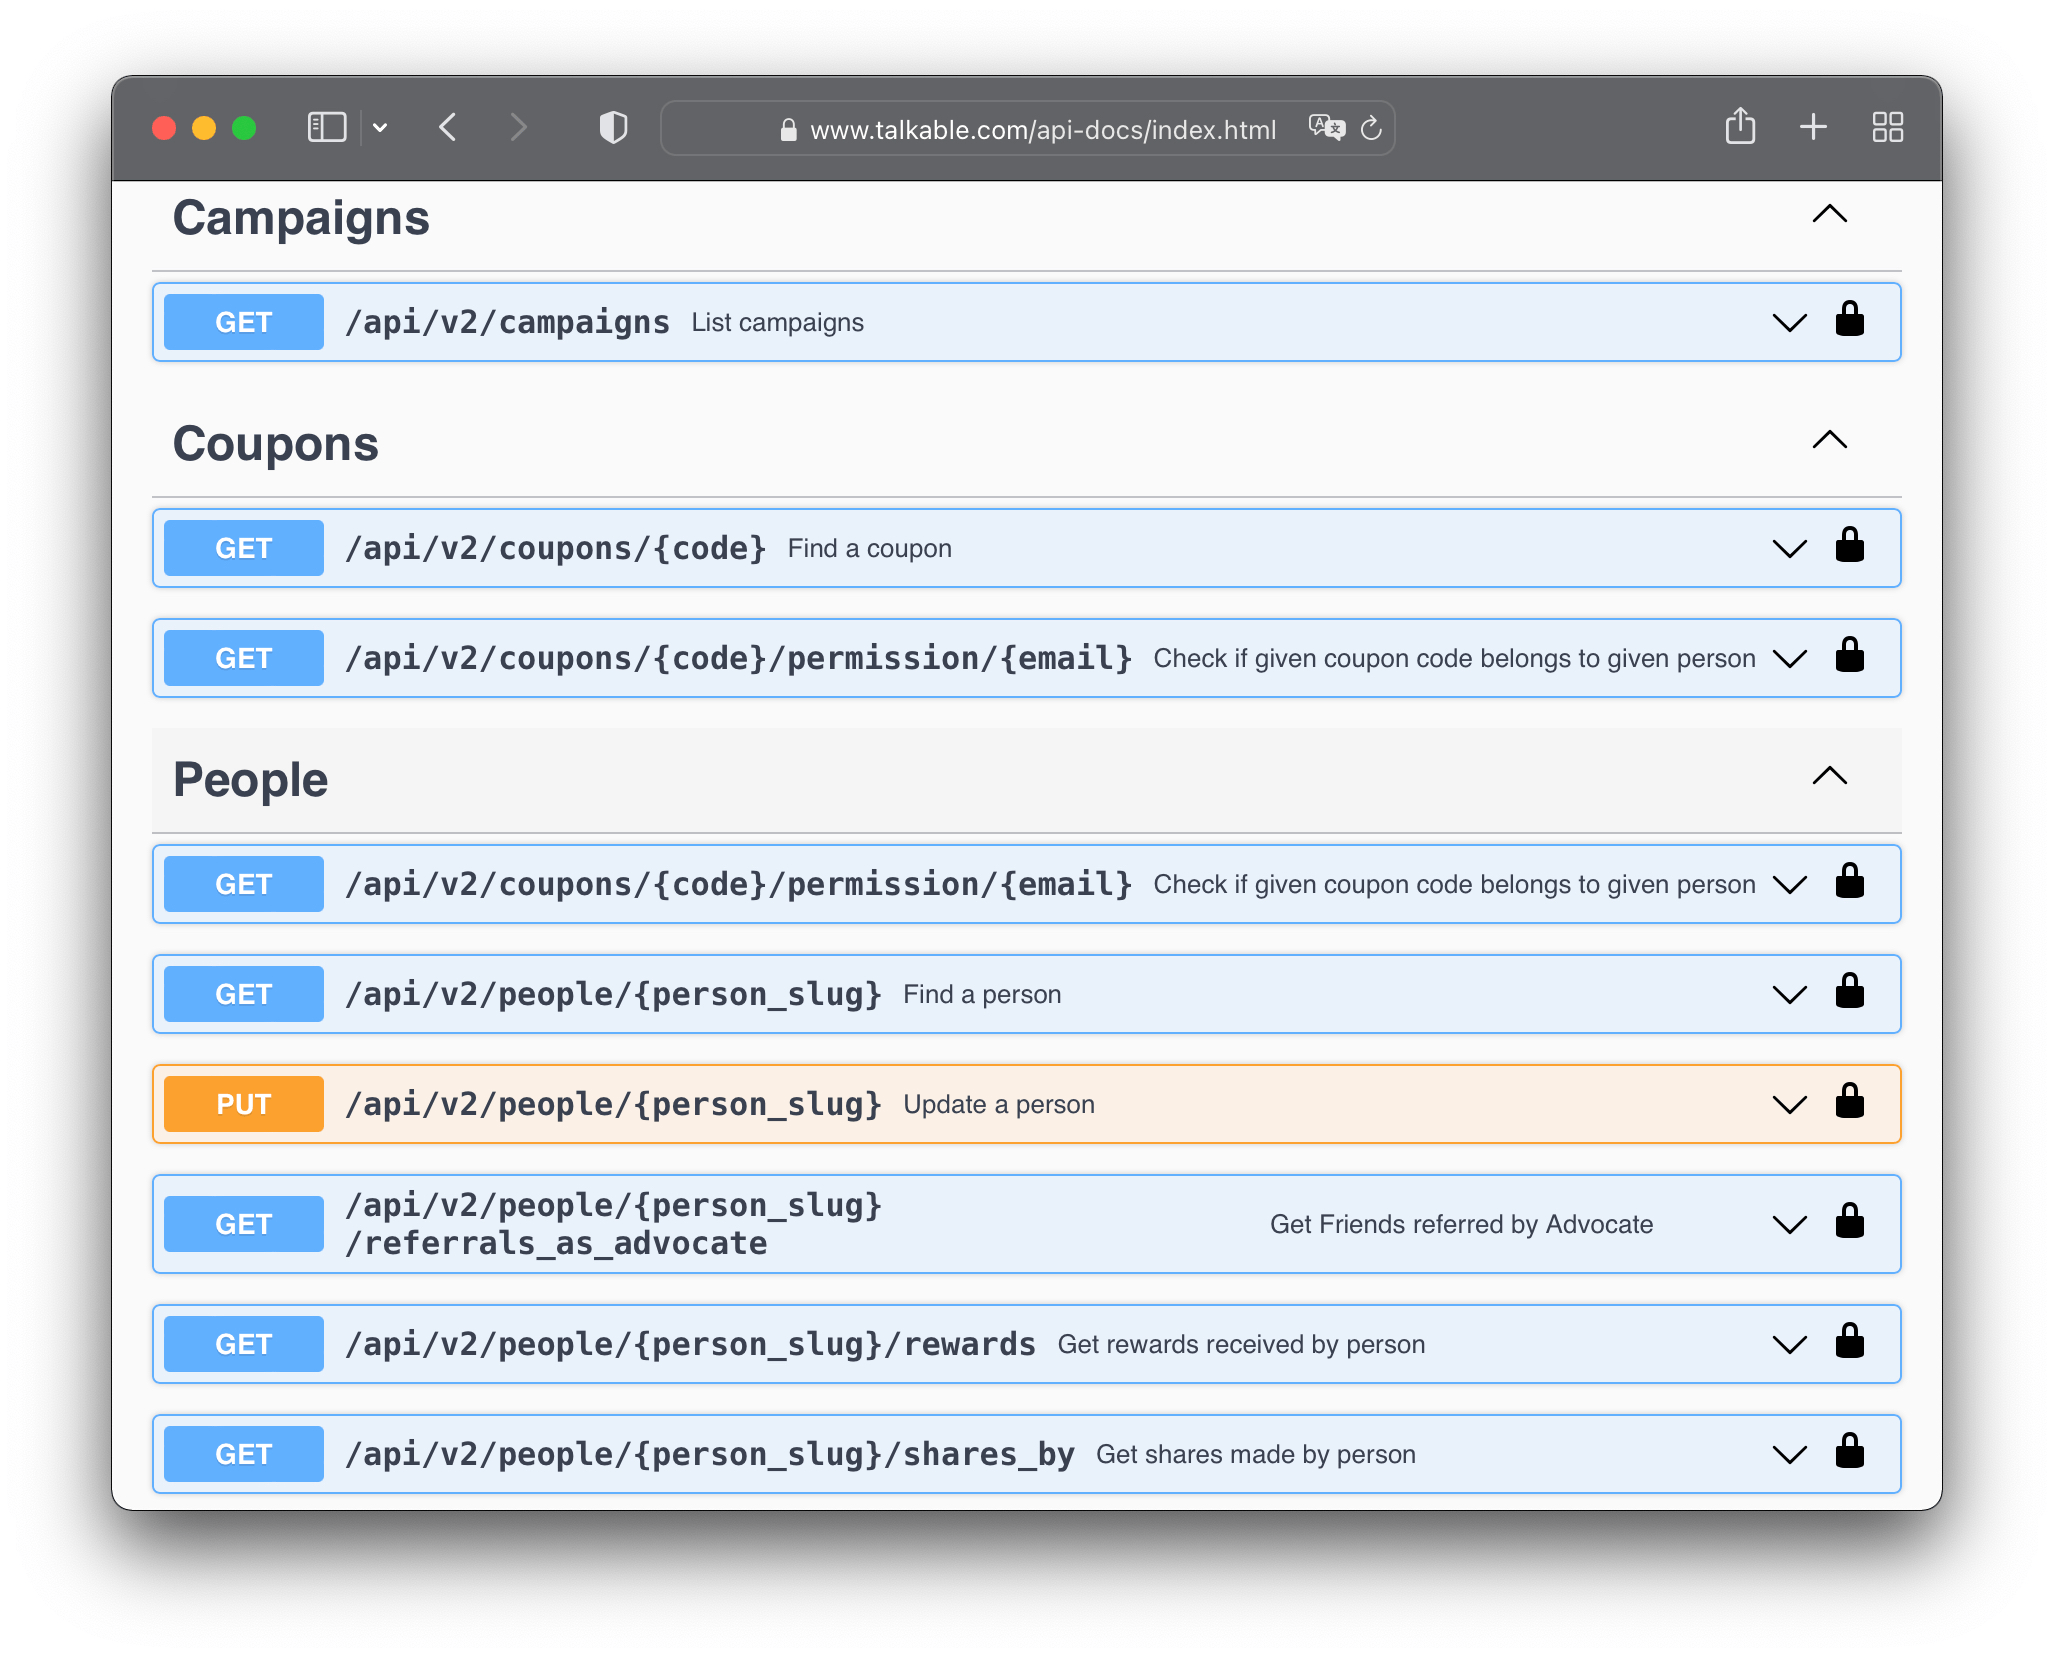 www.talkable.com/api-docs/index.html
Campaigns
GET /api/v2/campaigns List campaigns
Coupons
GET /api/v2/coupons/{code} Find a coupon
GET /api/v2/coupons/{code}/permission/{email} Check if given coupon code belongs to given person
People
GET /api/v2/coupons/{code}/permission/{email} Check if given coupon code belongs to given person
GET /api/v2/people/{person_slug} Find a person
PUT /api/v2/people/{person_slug} Update a person
GET /api/v2/people/{person_slug}
/referrals_as_advocate Get Friends referred by Advocate
GET /api/v2/people/{person_slug}/rewards Get rewards received by person
GET /api/v2/people/{person_slug}/shares_by Get shares made by person